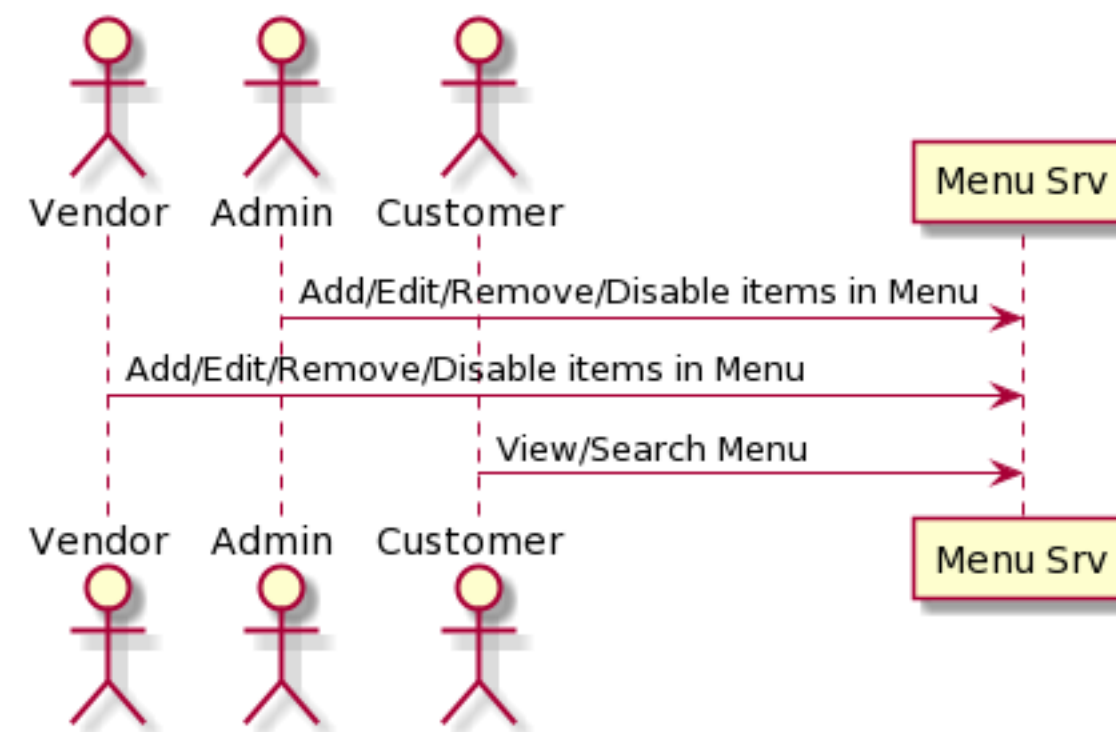 Vendor Admin Customer
Menu Srv
Add/Edit/Remove/Disable items in Menu
Add/Edit/Remove/Disable items in Menu
View/Search Menu
Vendor Admin Customer
Menu Srv